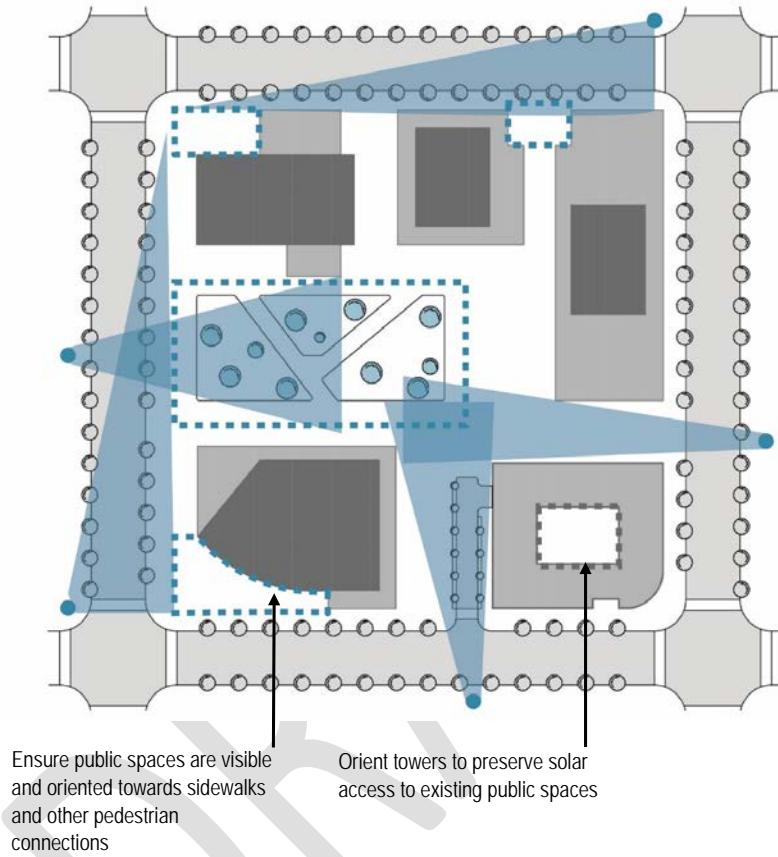 Ensure public spaces are visible
and oriented towards sidewalks
and other pedestrian
connections
Orient towers to preserve solar
access to existing public spaces